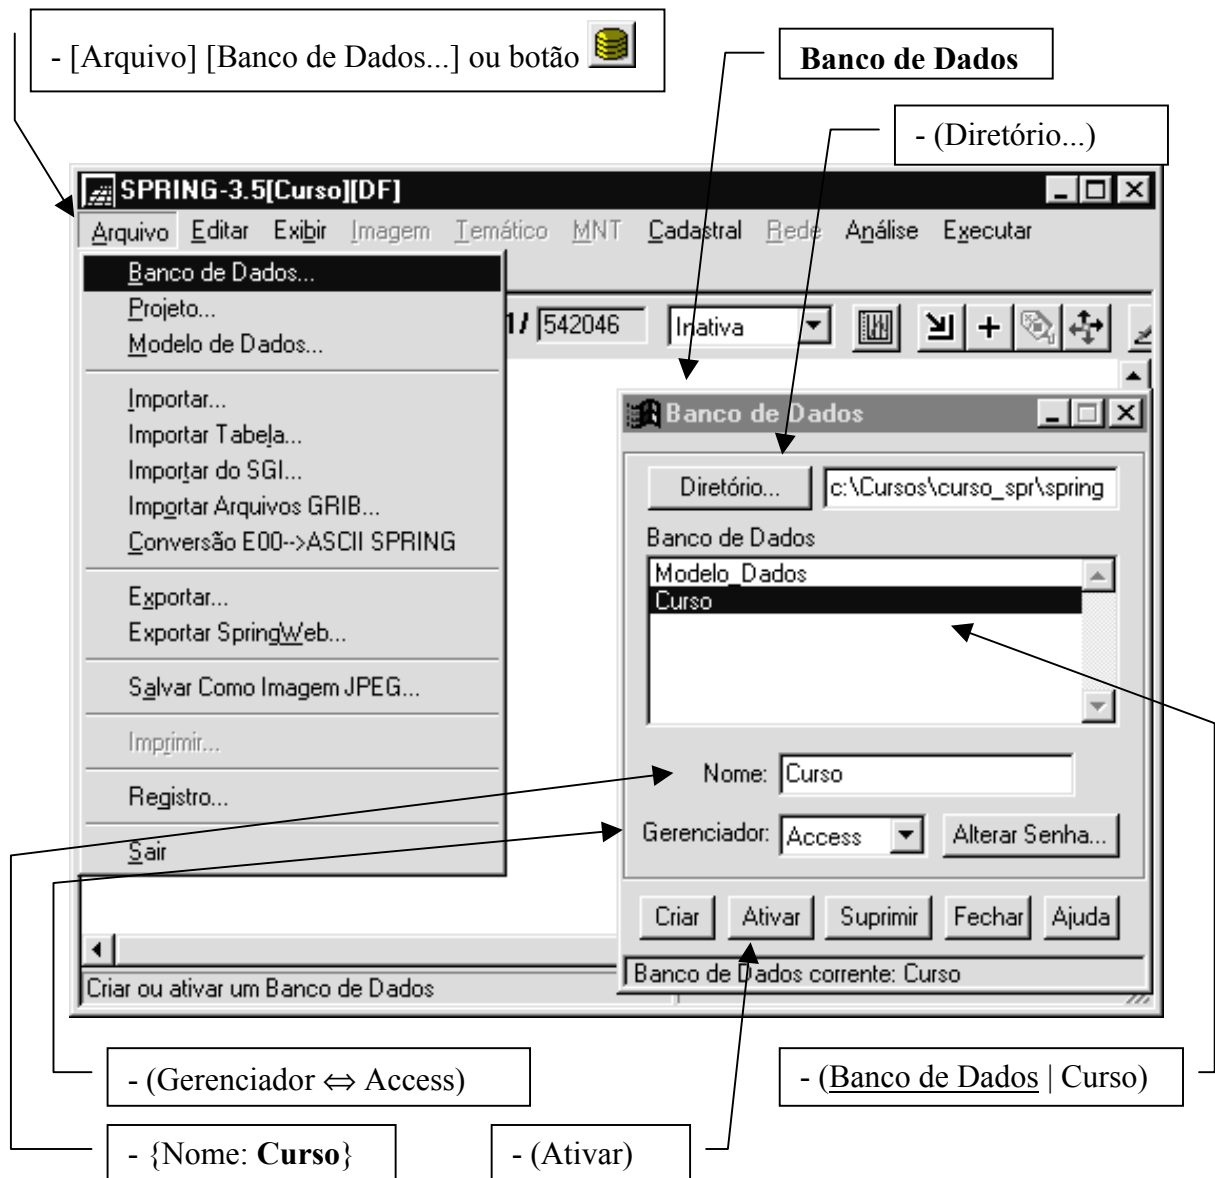 - [Arquivo] [Banco de Dados...] ou botão
Banco de Dados
- (Diretório...)
SPRING-3.5[Curso][DF]
Arquivo Editar Exibir Imagem Temático MNT Cadastral Rede Análise Executar
Banco de Dados...
Projeto...
Modelo de Dados...
Importar...
Importar Tabela...
Importar do SGI...
Importar Arquivos GRIB...
Conversão E00-->ASCII SPRING
Exportar...
Exportar SpringWeb...
Salvar Como Imagem JPEG...
Imprimir...
Registro...
Sair
1/ 542046 Inativa
Banco de Dados
Diretório... c:\Cursos\curso_spr\spring
Banco de Dados
Modelo_Dados
Curso
Nome: Curso
Gerenciador: Access Alterar Senha...
Criar Ativar Suprimir Fechar Ajuda
Banco de Dados corrente: Curso
Criar ou ativar um Banco de Dados
- (Gerenciador ⇔ Access)
- (Banco de Dados | Curso)
- {Nome: Curso}
- (Ativar)